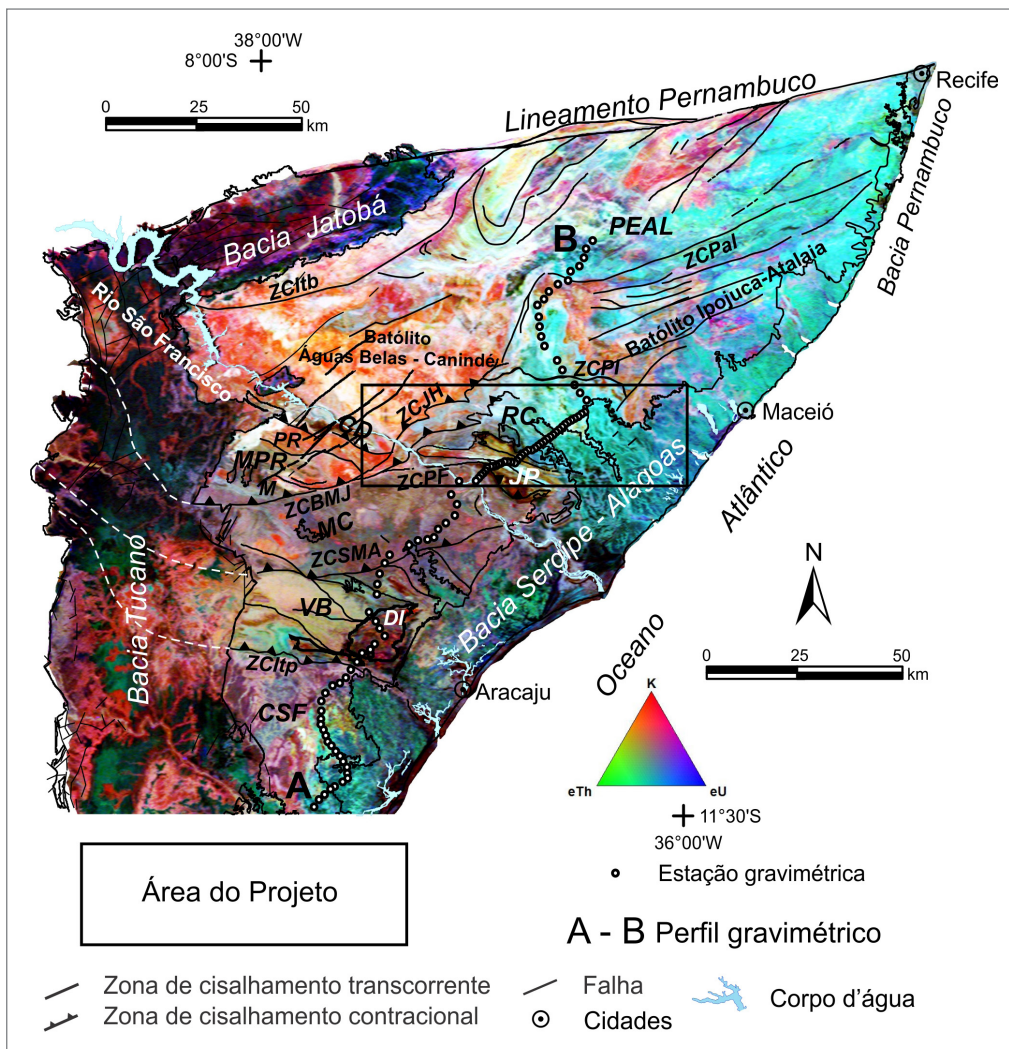 38°00'W
8°00'S
0 25 50
km
Recife
Lineamento Pernambuco
Bacia Pernambuco
Bacia Jatobá
B
PEAL
ZCPal
ZCItb
Rio São Francisco
Batólito Ipojuca-Atalaia
Batólito
Águas Belas - Canindé
ZCPI
ZCJH
RC
Maceió
CD
PR
MPR
M
ZCPF
JP
ZCBMJ
MC
ZCSMA
Bacia Sergipe - Alagoas
Oceano Atlântico
Bacia Tucano
VB
DI
ZCItp
CSF
Aracaju
A
N
0 25 50
km
K
eTh
eU
11°30'S
36°00'W
Área do Projeto
Estação gravimétrica
A - B Perfil gravimétrico
Zona de cisalhamento transcorrente
Zona de cisalhamento contracional
Falha
Cidades
Corpo d'água